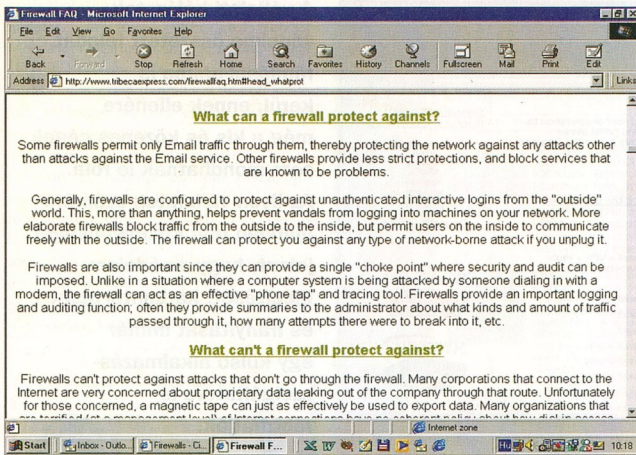 Firewall FAQ - Microsoft Internet Explorer
File Edit View Go Favorites Help
Back Forward Stop Refresh Home Search Favorites History Channels Fullscreen Mail Print Edit
Address http://www.tribecaexpress.com/firewallfaq.htm#head_whatprot Links
What can a firewall protect against?
Some firewalls permit only Email traffic through them, thereby protecting the network against any attacks other
than attacks against the Email service. Other firewalls provide less strict protections, and block services that
are known to be problems.
Generally, firewalls are configured to protect against unauthenticated interactive logins from the "outside"
world. This, more than anything, helps prevent vandals from logging into machines on your network. More
elaborate firewalls block traffic from the outside to the inside, but permit users on the inside to communicate
freely with the outside. The firewall can protect you against any type of network-borne attack if you unplug it.
Firewalls are also important since they can provide a single "choke point" where security and audit can be
imposed. Unlike in a situation where a computer system is being attacked by someone dialing in with a
modem, the firewall can act as an effective "phone tap" and tracing tool. Firewalls provide an important logging
and auditing function; often they provide summaries to the administrator about what kinds and amount of traffic
passed through it, how many attempts there were to break into it, etc.
What can't a firewall protect against?
Firewalls can't protect against attacks that don't go through the firewall. Many corporations that connect to the
Internet are very concerned about proprietary data leaking out of the company through that route. Unfortunately
for those concerned, a magnetic tape can just as effectively be used to export data. Many organizations that
Internet zone
Start Inbox - Outlo... Firewalls - Ci... Firewall F... Hu 10:18